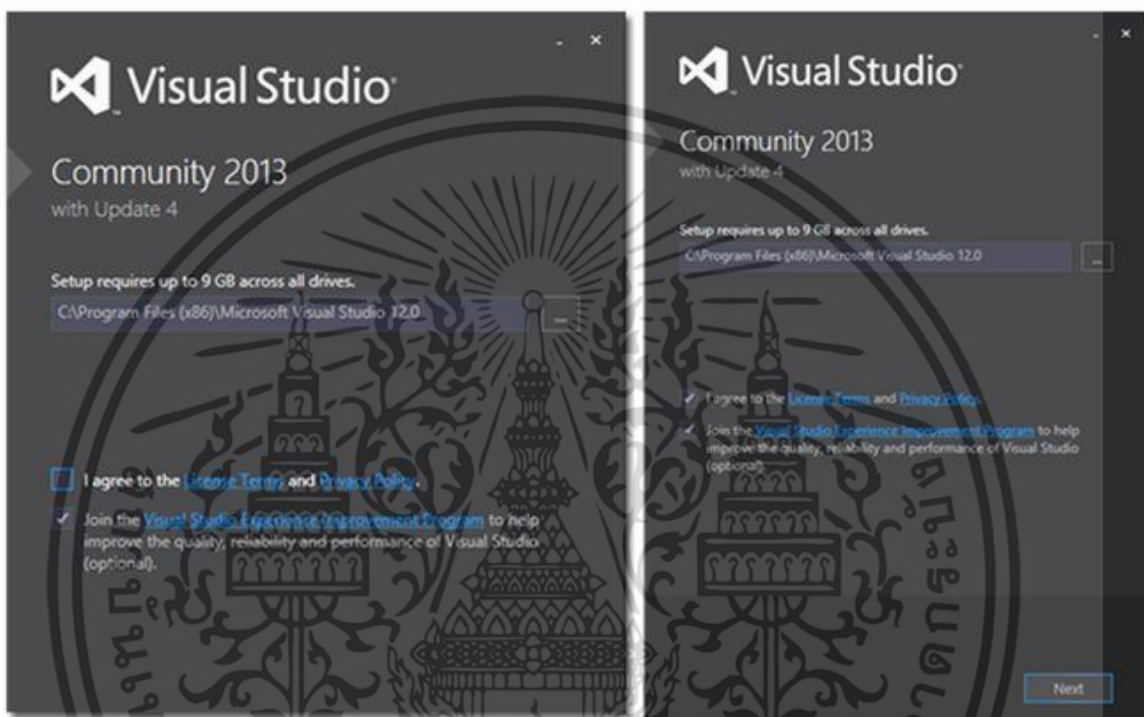 Visual Studio
Community 2013
with Update 4
Setup requires up to 9 GB across all drives.
C:\Program Files (x86)\Microsoft Visual Studio 12.0
...
I agree to the License Terms and Privacy Policy.
Join the Visual Studio Experience Improvement Program to help
improve the quality, reliability and performance of Visual Studio
(optional).
Visual Studio
Community 2013
with Update 4
Setup requires up to 9 GB across all drives.
C:\Program Files (x86)\Microsoft Visual Studio 12.0
...
I agree to the License Terms and Privacy Policy.
Join the Visual Studio Experience Improvement Program to help
improve the quality, reliability and performance of Visual Studio
(optional).
Next